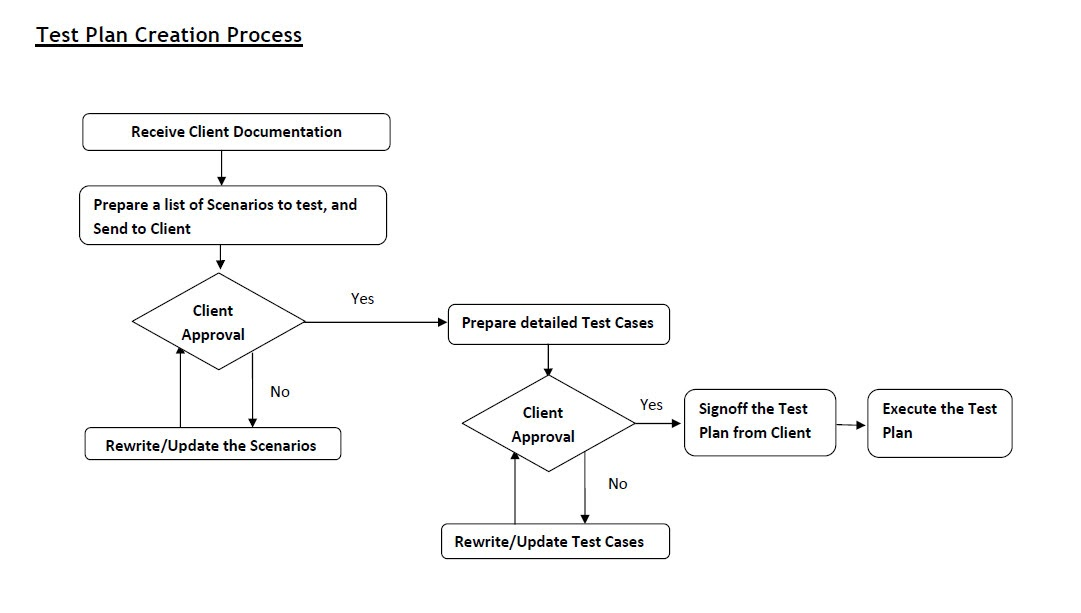 Test Plan Creation Process
Receive Client Documentation
Prepare a list of Scenarios to test, and
Send to Client
Client
Approval
Yes
No
Rewrite/Update the Scenarios
Prepare detailed Test Cases
Client
Approval
Yes
No
Rewrite/Update Test Cases
Signoff the Test
Plan from Client
Execute the Test
Plan